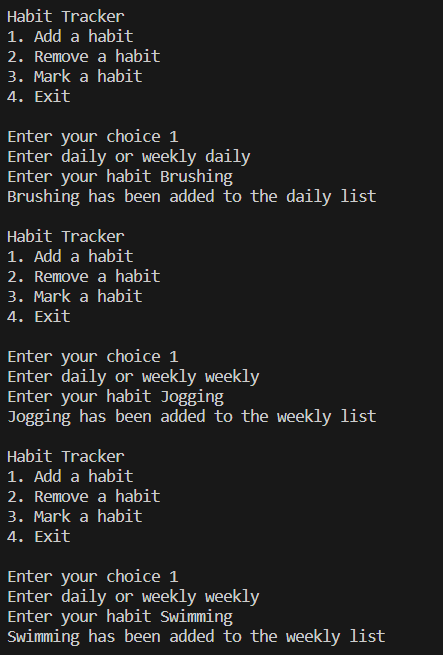 Habit Tracker
1. Add a habit
2. Remove a habit
3. Mark a habit
4. Exit
Enter your choice 1
Enter daily or weekly daily
Enter your habit Brushing
Brushing has been added to the daily list
Habit Tracker
1. Add a habit
2. Remove a habit
3. Mark a habit
4. Exit
Enter your choice 1
Enter daily or weekly weekly
Enter your habit Jogging
Jogging has been added to the weekly list
Habit Tracker
1. Add a habit
2. Remove a habit
3. Mark a habit
4. Exit
Enter your choice 1
Enter daily or weekly weekly
Enter your habit Swimming
Swimming has been added to the weekly list